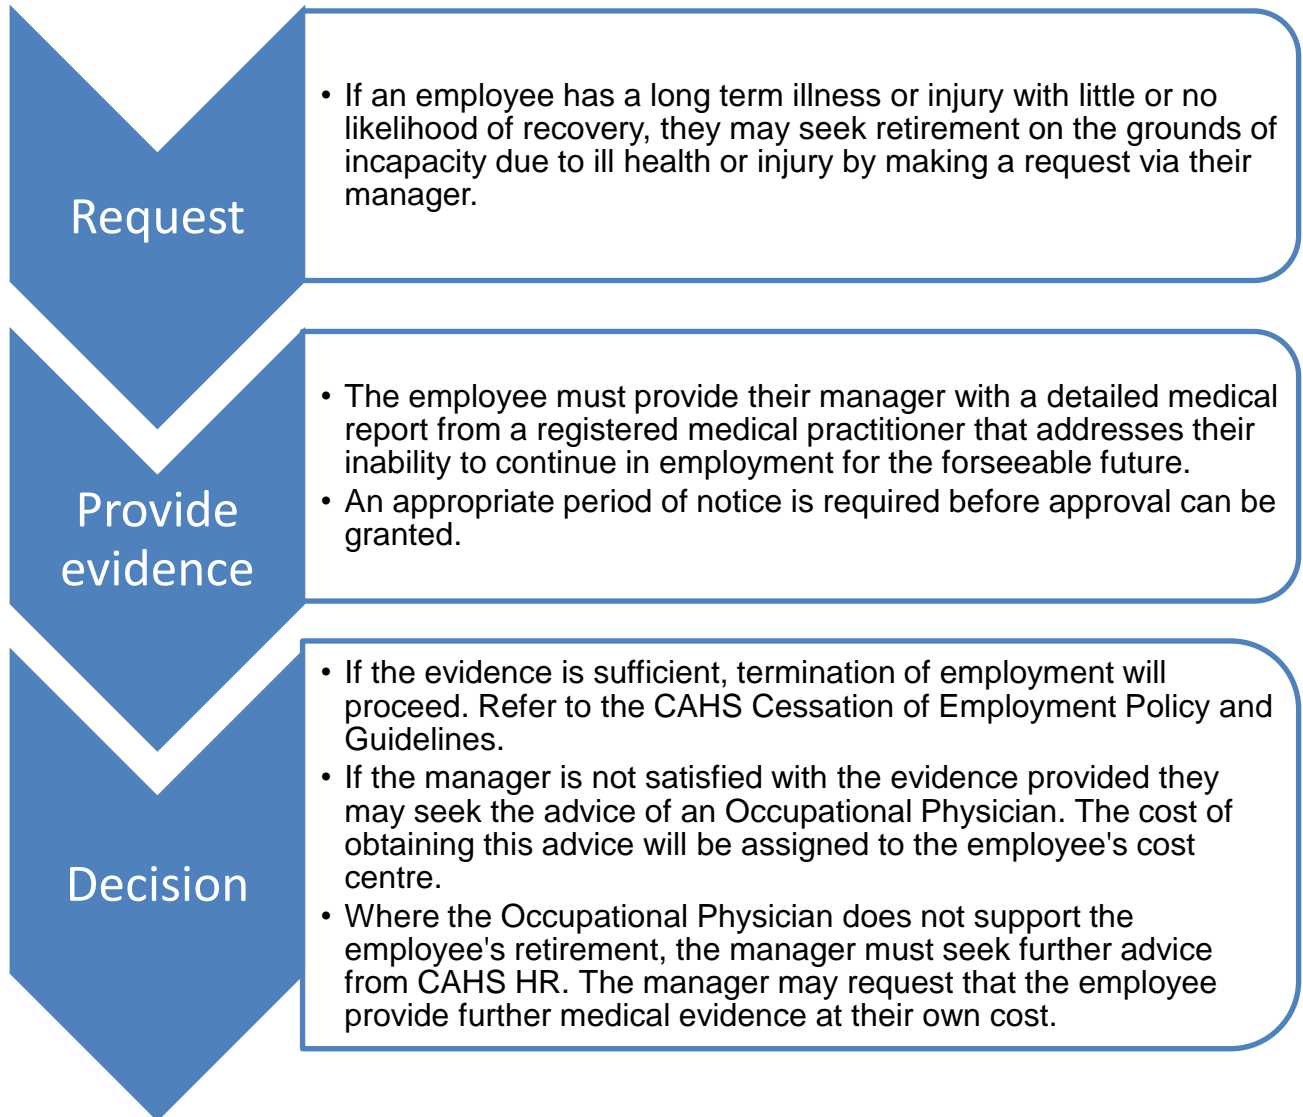 Request
• If an employee has a long term illness or injury with little or no
likelihood of recovery, they may seek retirement on the grounds of
incapacity due to ill health or injury by making a request via their
manager.
Provide
evidence
• The employee must provide their manager with a detailed medical
report from a registered medical practitioner that addresses their
inability to continue in employment for the forseeable future.
• An appropriate period of notice is required before approval can be
granted.
Decision
• If the evidence is sufficient, termination of employment will
proceed. Refer to the CAHS Cessation of Employment Policy and
Guidelines.
• If the manager is not satisfied with the evidence provided they
may seek the advice of an Occupational Physician. The cost of
obtaining this advice will be assigned to the employee's cost
centre.
• Where the Occupational Physician does not support the
employee's retirement, the manager must seek further advice
from CAHS HR. The manager may request that the employee
provide further medical evidence at their own cost.